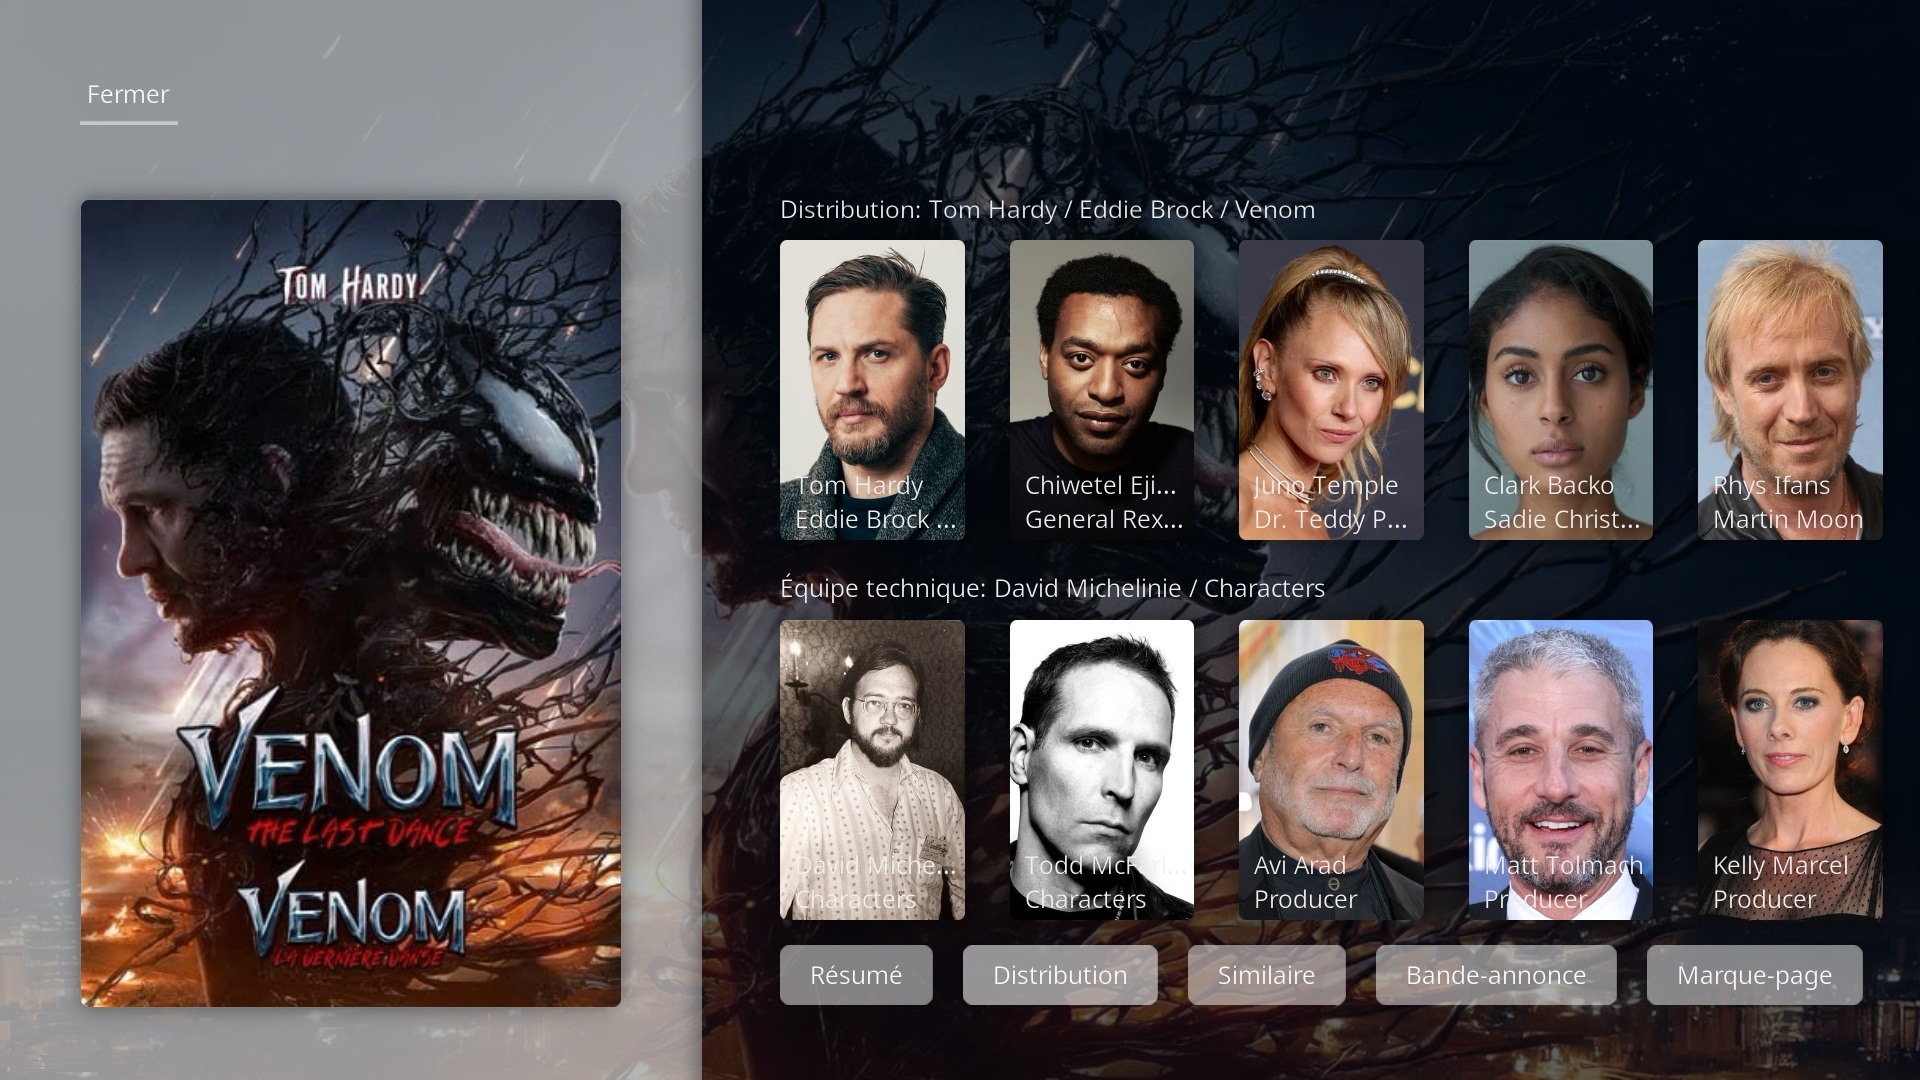 Fermer
TOM HARDY
VENOM
THE LAST DANCE
VENOM
LA DERNIÈRE DANSE
Distribution: Tom Hardy / Eddie Brock / Venom
Tom Hardy
Eddie Brock ...
Chiwetel Eji...
General Rex...
Juno Temple
Dr. Teddy P...
Clark Backo
Sadie Christ...
Rhys Ifans
Martin Moon
Équipe technique: David Michelinie / Characters
David Miche...
Characters
Todd McFarl...
Characters
Avi Arad
Producer
Matt Tolmach
Producer
Kelly Marcel
Producer
Résumé
Distribution
Similaire
Bande-annonce
Marque-page